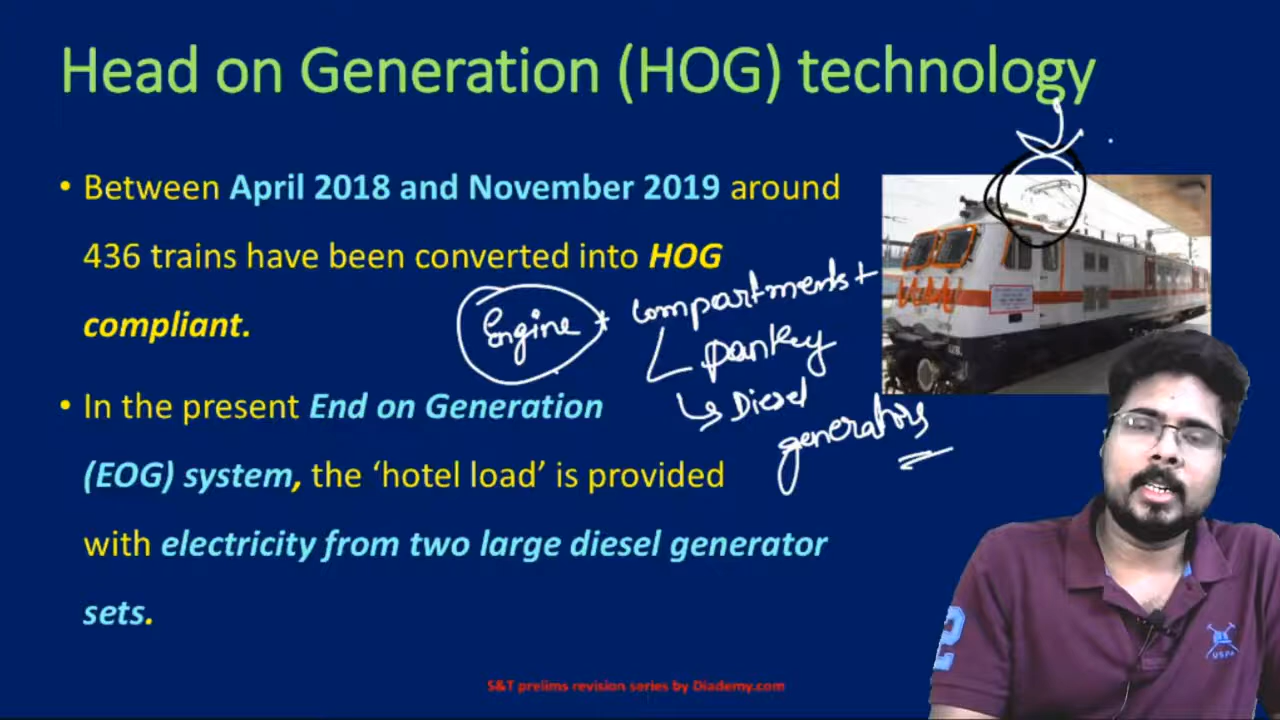 Head on Generation (HOG) technology
• Between April 2018 and November 2019 around
436 trains have been converted into HOG
compliant.
Engine + compartments +
pantry
↳ Diesel
generators
• In the present End on Generation
(EOG) system, the ‘hotel load’ is provided
with electricity from two large diesel generator
sets.
2
USPA
S&T prelims revision series by Diademy.com